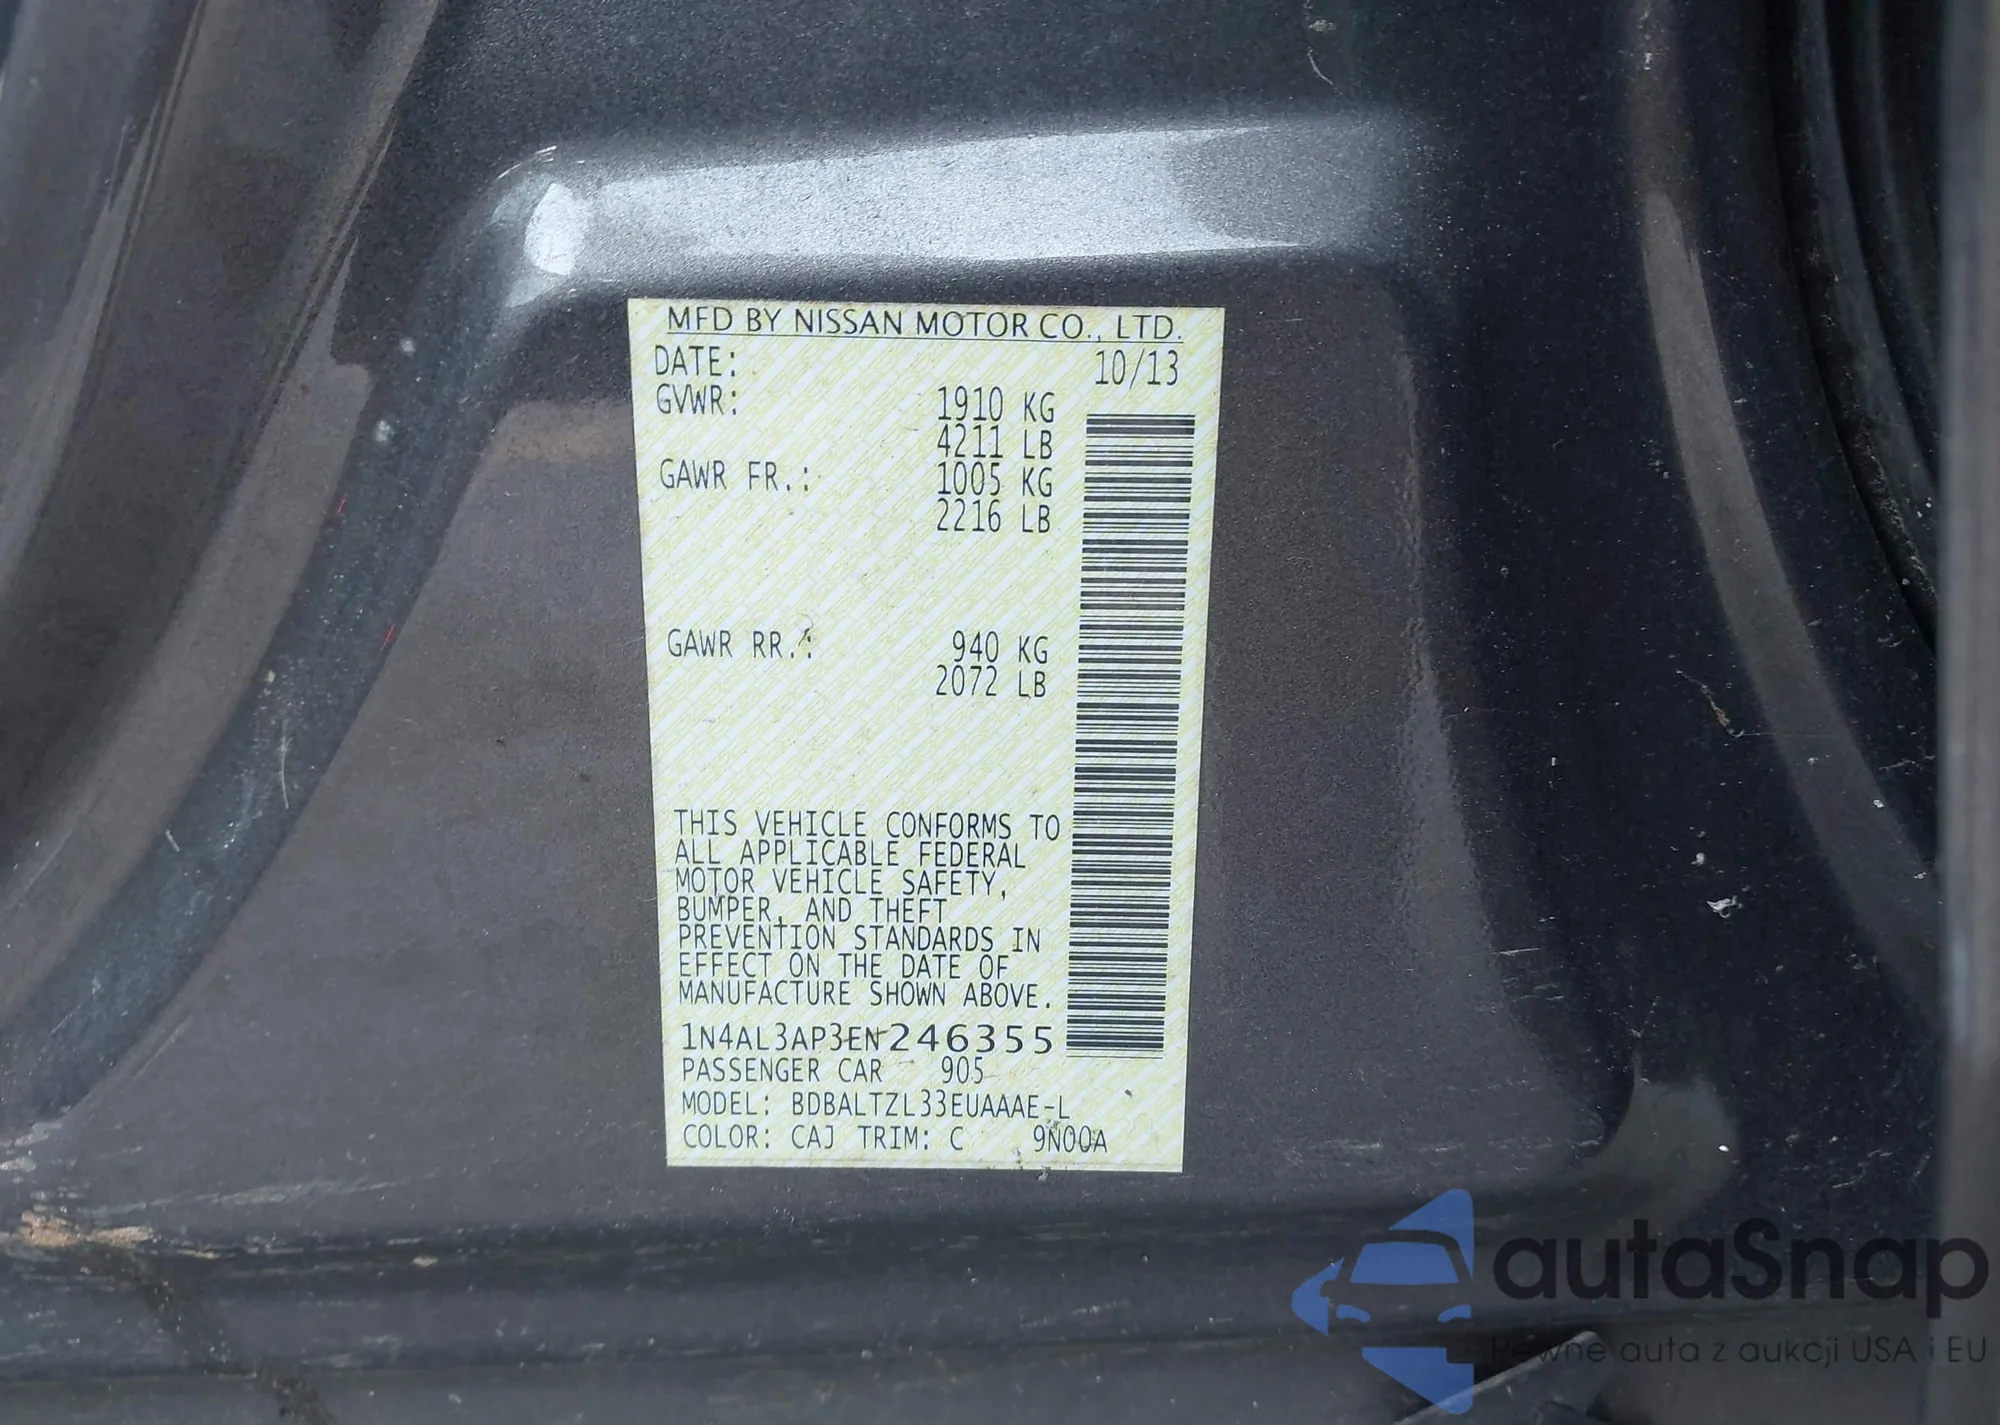 MFD BY NISSAN MOTOR CO., LTD.
DATE: 10/13
GVWR: 1910 KG
4211 LB
GAWR FR.: 1005 KG
2216 LB
GAWR RR.: 940 KG
2072 LB
THIS VEHICLE CONFORMS TO
ALL APPLICABLE FEDERAL
MOTOR VEHICLE SAFETY,
BUMPER, AND THEFT
PREVENTION STANDARDS IN
EFFECT ON THE DATE OF
MANUFACTURE SHOWN ABOVE.
1N4AL3AP3EN246355
PASSENGER CAR 905
MODEL: BDBALTZL33EUAAAE-L
COLOR: CAJ TRIM: C 9N00A
autaSnap
Pewne auta z aukcji USA i EU